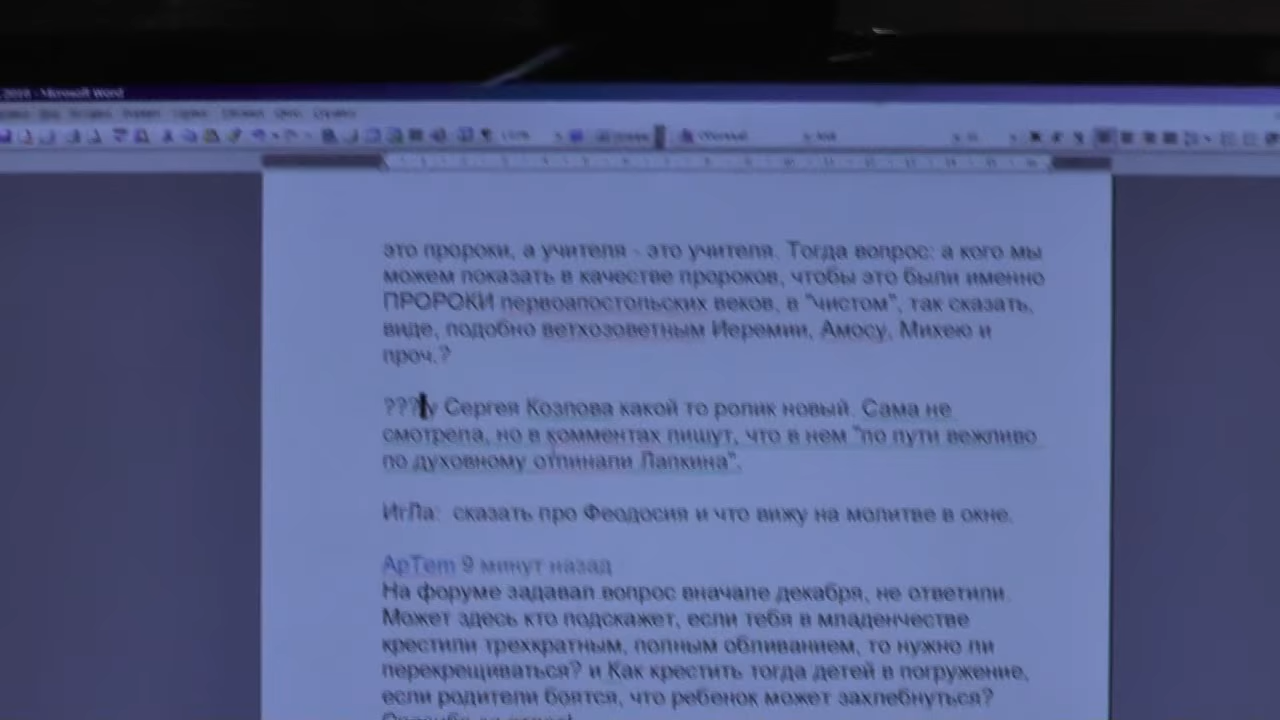 - Microsoft Word
это пророки, а учителя - это учителя. Тогда вопрос: а кого мы
можем показать в качестве пророков, чтобы это были именно
ПРОРОКИ первоапостольских веков, в "чистом", так сказать,
виде, подобно ветхозоветным Иеремии, Амосу, Михею и
проч.?
???у Сергея Козлова какой то ролик новый. Сама не
смотрела, но в комментах пишут, что в нем "по пути вежливо
по духовному отпинали Лапкина".
ИгЛа: сказать про Феодосия и что вижу на молитве в окне.
АрТет 9 минут назад
На форуме задавал вопрос вначале декабря, не ответили.
Может здесь кто подскажет, если тебя в младенчестве
крестили трехкратным, полным обливанием, то нужно ли
перекрещиваться? и Как крестить тогда детей в погружение,
если родители боятся, что ребенок может захлебнуться?